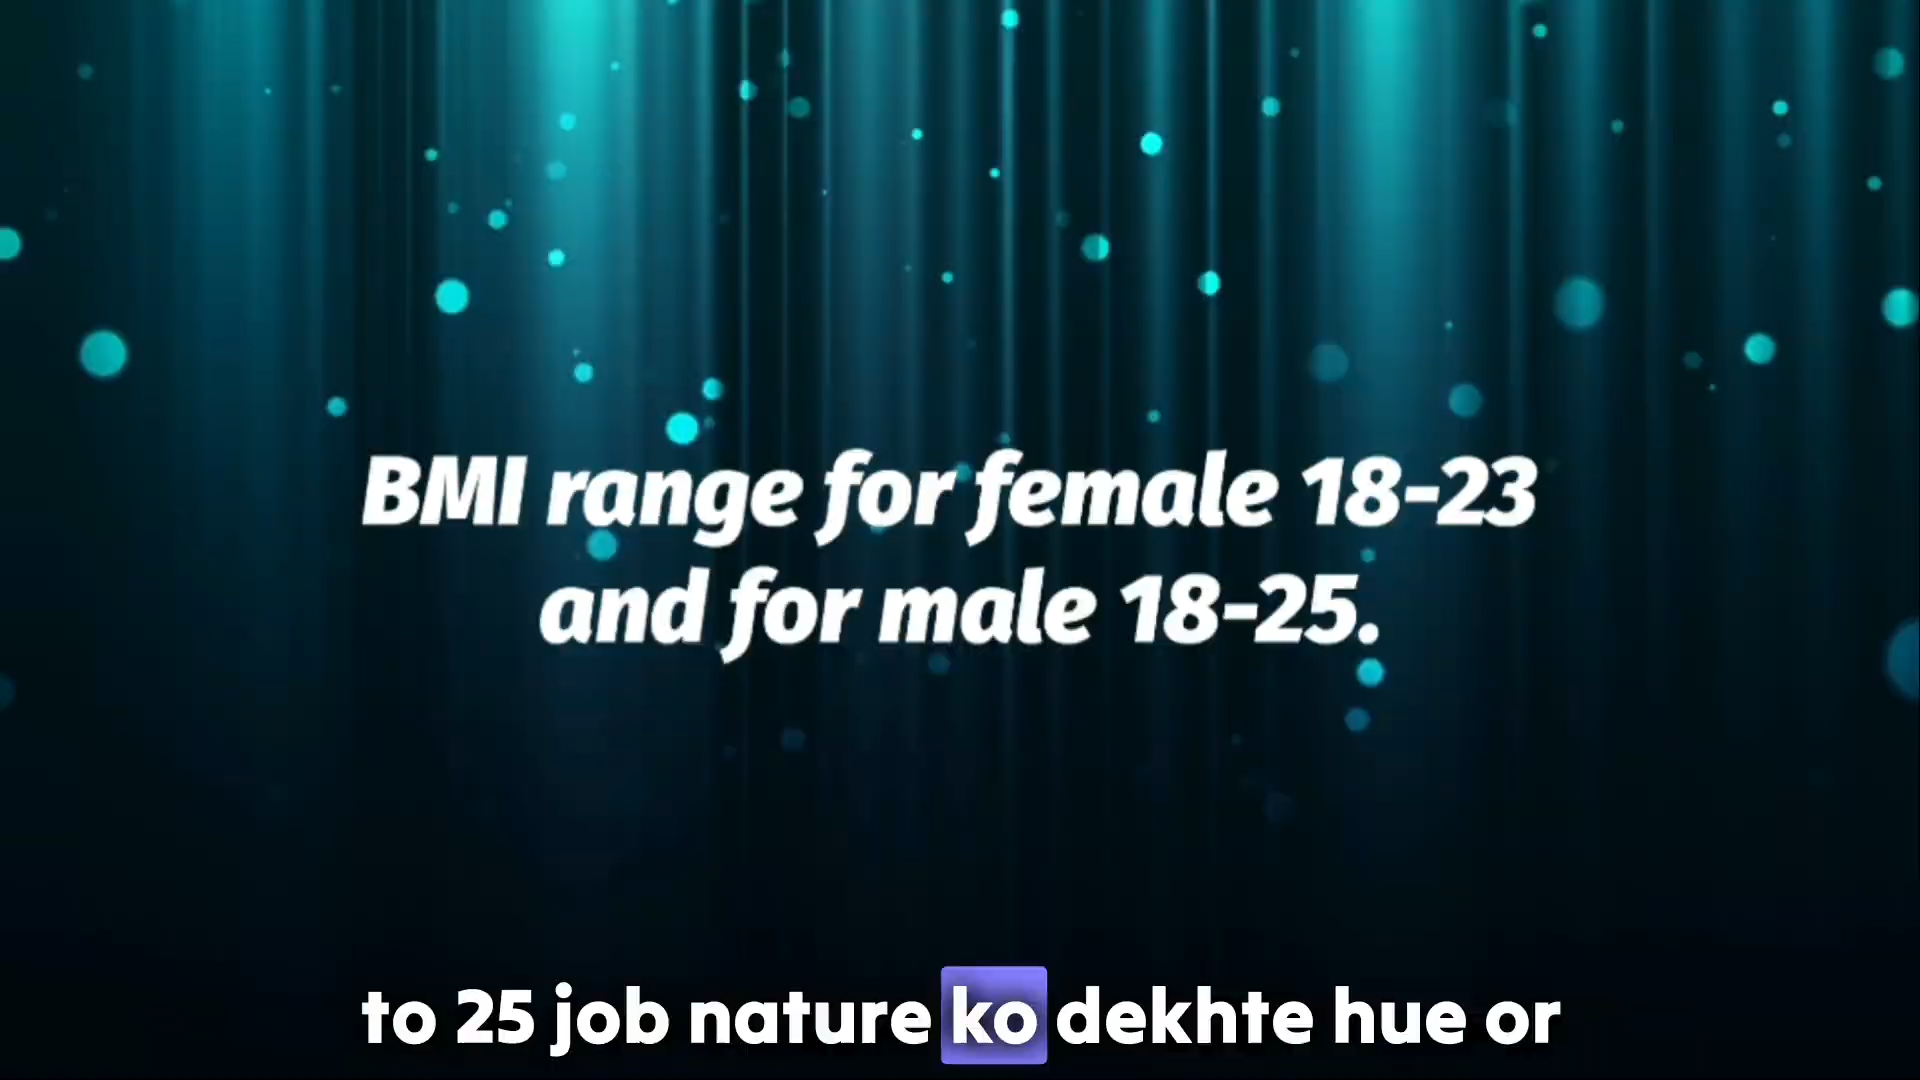 BMI range for female 18-23
and for male 18-25.
to 25 job nature ko dekhte hue or